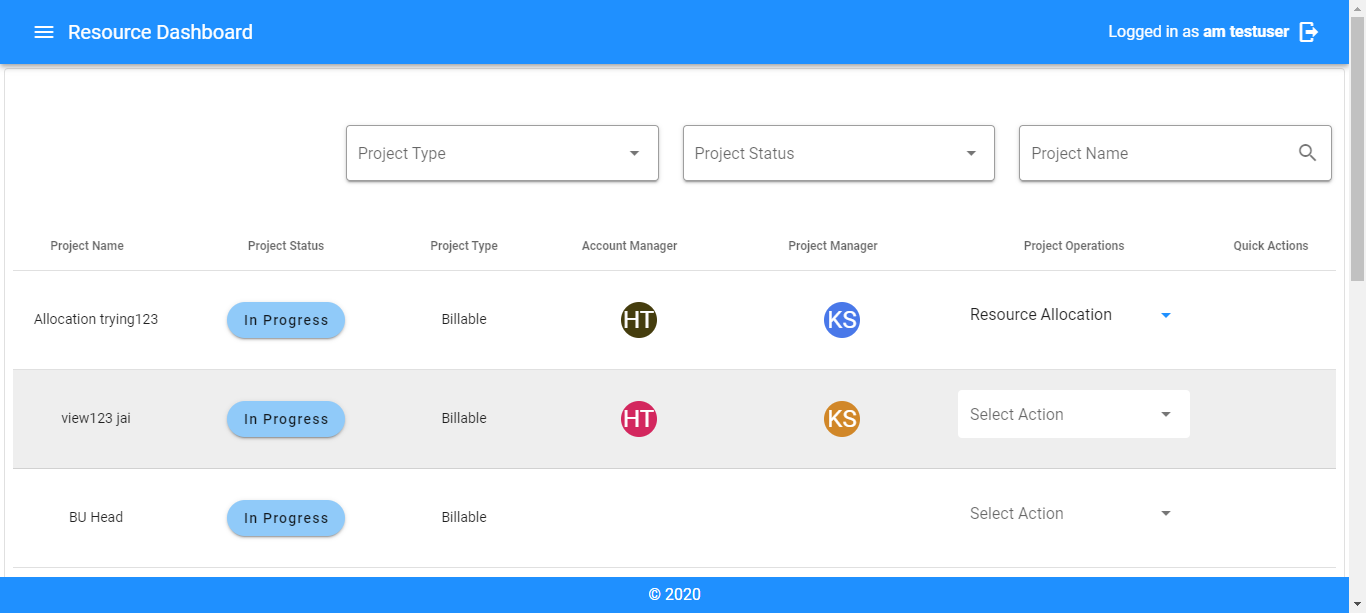 Resource Dashboard
Logged in as am testuser
Project Type
Project Status
Project Name
Project Name Project Status Project Type Account Manager Project Manager Project Operations Quick Actions
Allocation trying123 In Progress Billable HT KS Resource Allocation
view123 jai In Progress Billable HT KS Select Action
BU Head In Progress Billable Select Action
© 2020